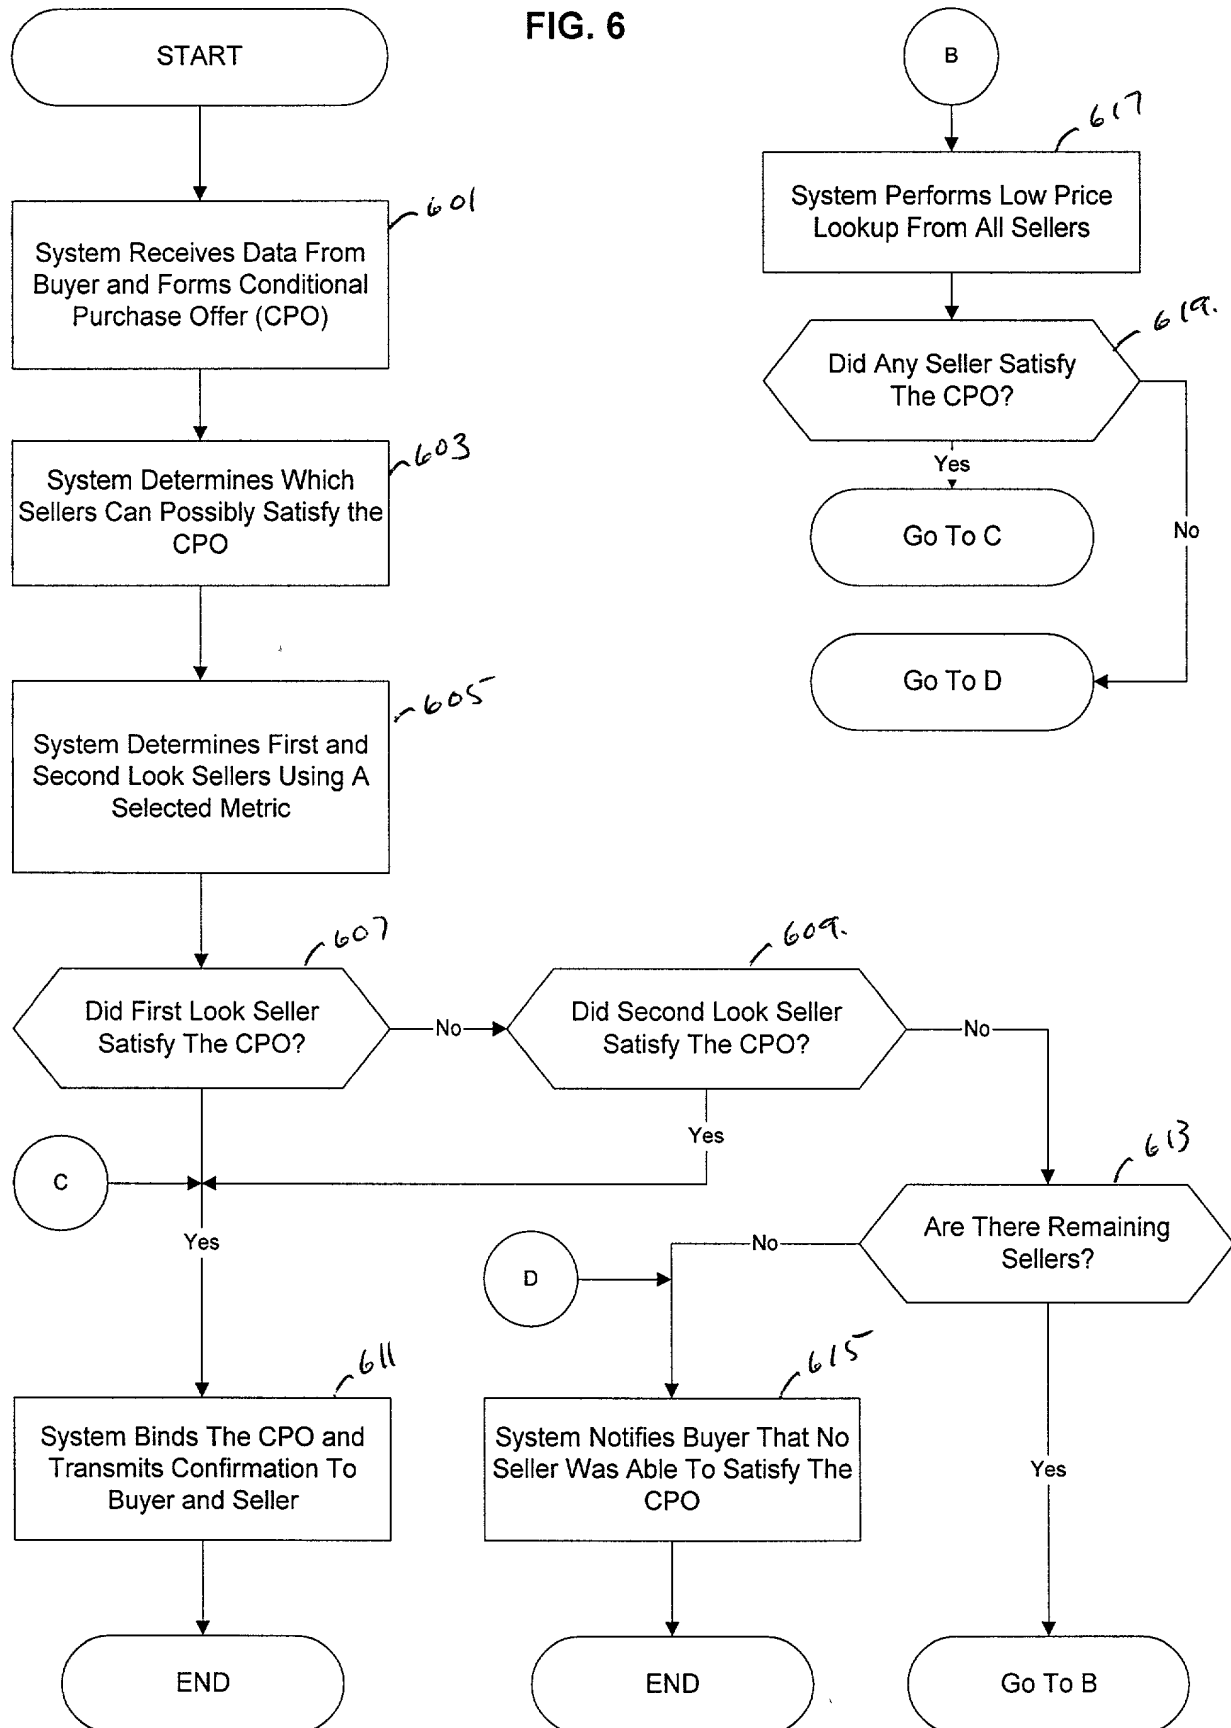 FIG. 6
START
601
System Receives Data From
Buyer and Forms Conditional
Purchase Offer (CPO)
603
System Determines Which
Sellers Can Possibly Satisfy the
CPO
605
System Determines First and
Second Look Sellers Using A
Selected Metric
607
Did First Look Seller
Satisfy The CPO?
No
609.
Did Second Look Seller
Satisfy The CPO?
No
Yes
C
Yes
613
Are There Remaining
Sellers?
No
D
611
System Binds The CPO and
Transmits Confirmation To
Buyer and Seller
END
615
System Notifies Buyer That No
Seller Was Able To Satisfy The
CPO
END
Yes
Go To B
B
617
System Performs Low Price
Lookup From All Sellers
619.
Did Any Seller Satisfy
The CPO?
Yes
Go To C
No
Go To D